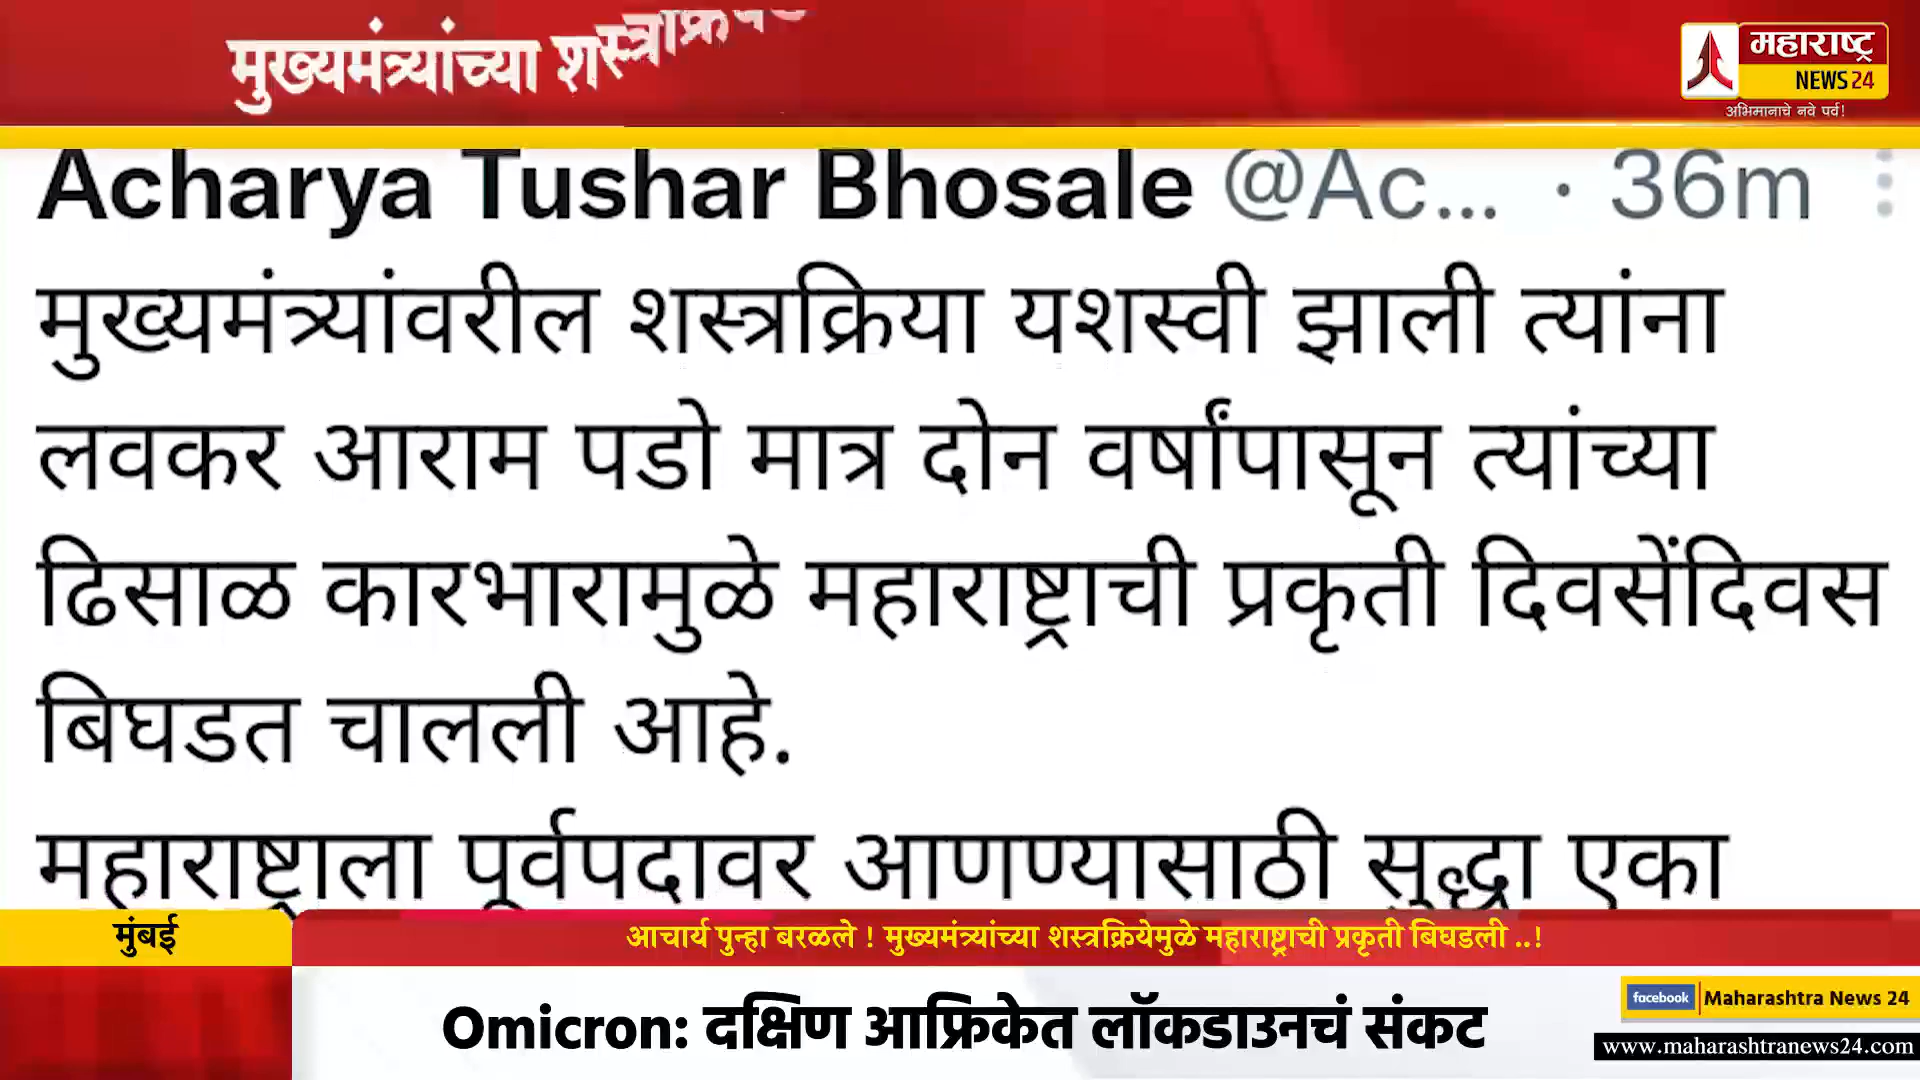 मुख्यमंत्र्यांच्या
महाराष्ट्र
NEWS 24
अभिमानाचे नवे पर्व!
Acharya Tushar Bhosale @Ac... · 36m
मुख्यमंत्र्यांवरील शस्त्रक्रिया यशस्वी झाली त्यांना
लवकर आराम पडो मात्र दोन वर्षांपासून त्यांच्या
ढिसाळ कारभारामुळे महाराष्ट्राची प्रकृती दिवसेंदिवस
बिघडत चालली आहे.
महाराष्ट्राला पूर्वपदावर आणण्यासाठी सुद्धा एका
मुंबई
आचार्य पुन्हा बरळले ! मुख्यमंत्र्यांच्या शस्त्रक्रियेमुळे महाराष्ट्राची प्रकृती बिघडली ..!
Omicron: दक्षिण आफ्रिकेत लॉकडाउनचं संकट
facebook Maharashtra News 24
www.maharashtranews24.com